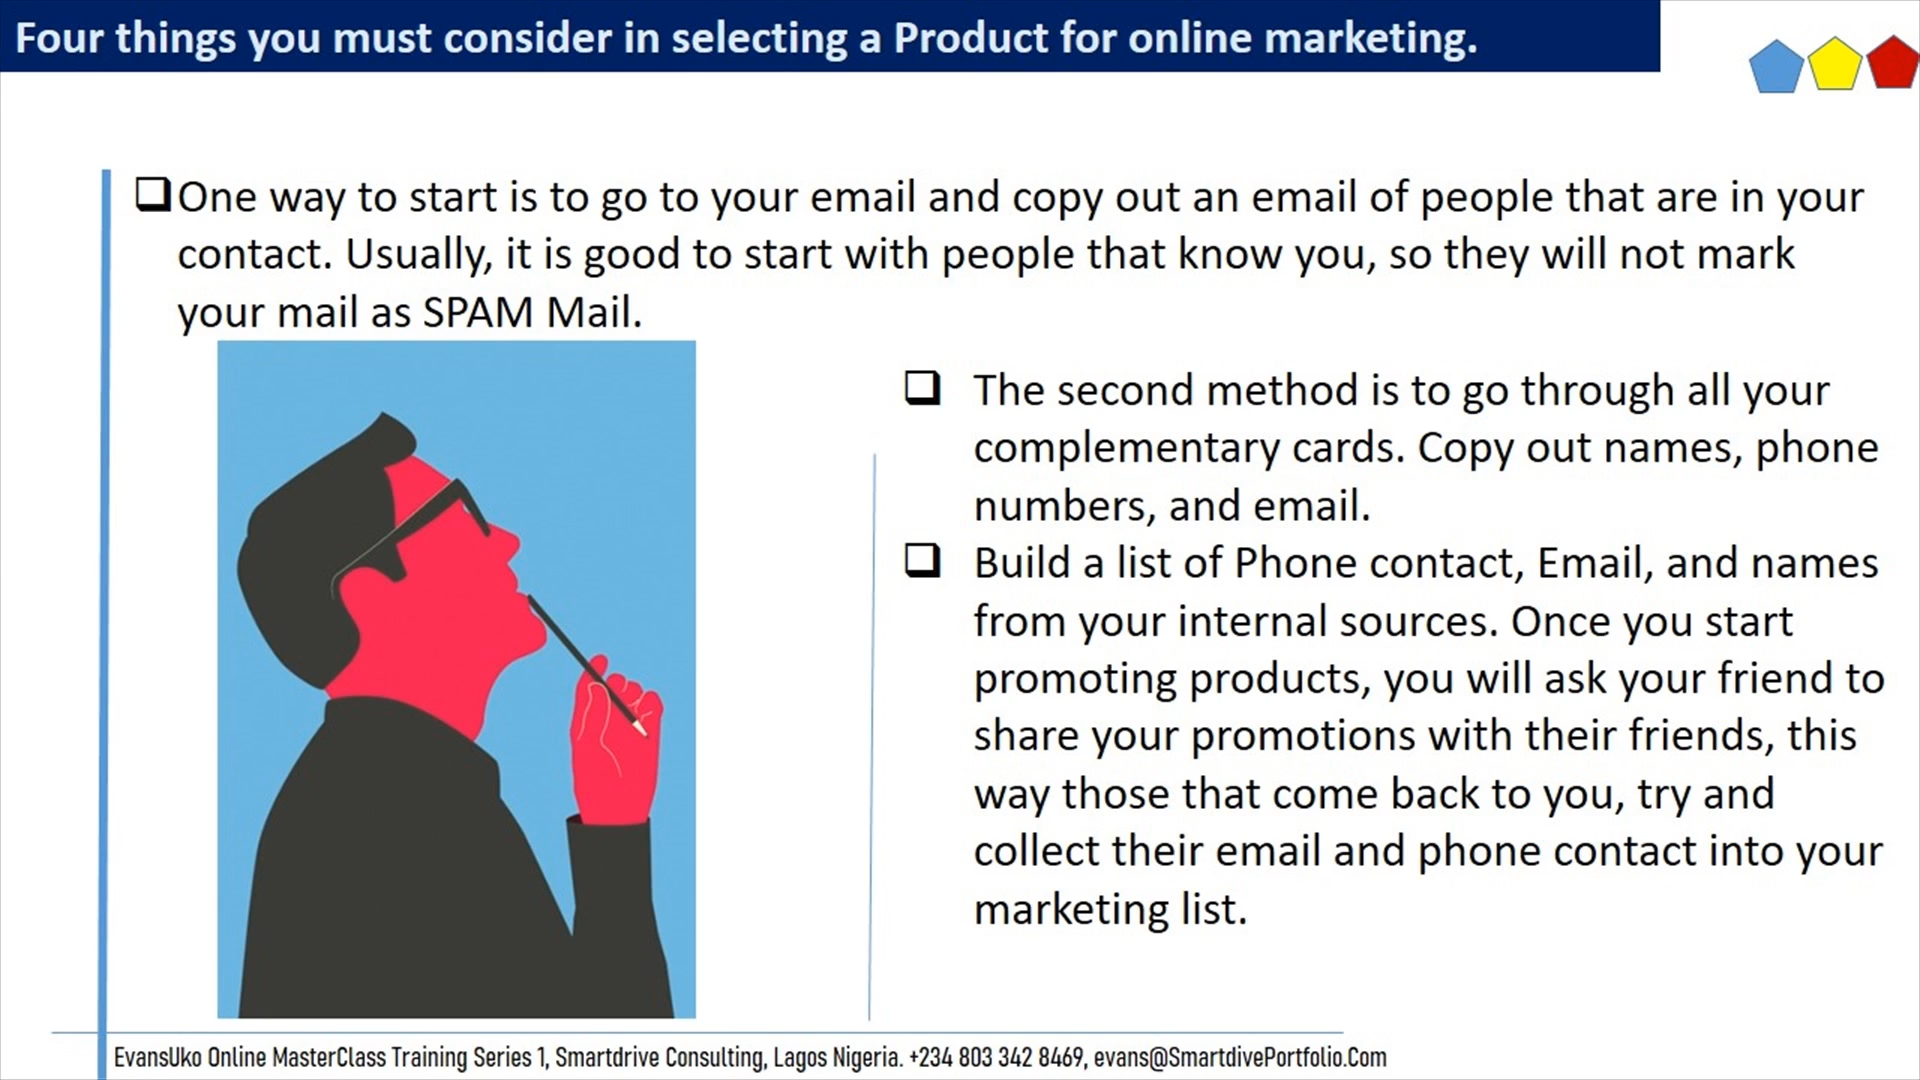 Four things you must consider in selecting a Product for online marketing.
One way to start is to go to your email and copy out an email of people that are in your
contact. Usually, it is good to start with people that know you, so they will not mark
your mail as SPAM Mail.
The second method is to go through all your
complementary cards. Copy out names, phone
numbers, and email.
Build a list of Phone contact, Email, and names
from your internal sources. Once you start
promoting products, you will ask your friend to
share your promotions with their friends, this
way those that come back to you, try and
collect their email and phone contact into your
marketing list.
EvansUko Online MasterClass Training Series 1, Smartdrive Consulting, Lagos Nigeria. +234 803 342 8469, evans@SmartdivePortfolio.Com